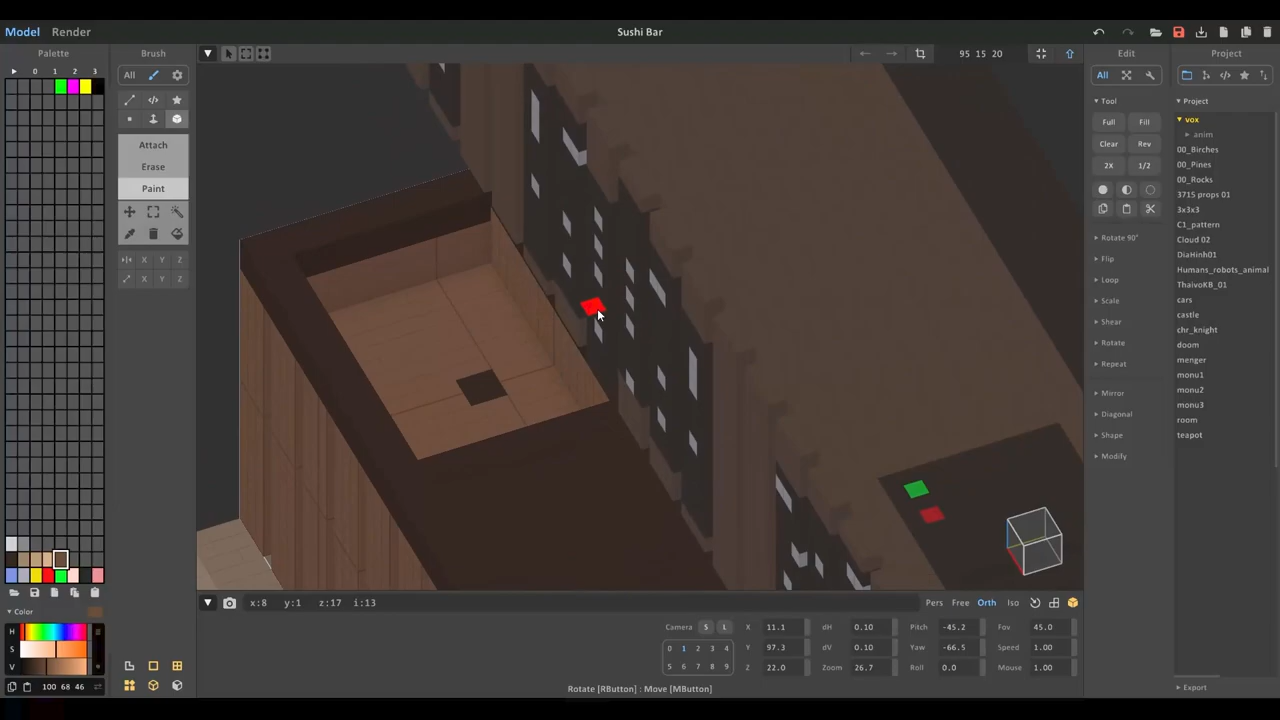 Model Render
Sushi Bar
Palette
Brush
95 15 20
Edit
Project
0 1 2 3
All
All
Tool
Project
Full Fill
vox
anim
Attach
Clear Rev
00_Birches
Erase
2X 1/2
00_Pines
00_Rocks
Paint
3715 props 01
3x3x3
C1_pattern
Rotate 90°
Cloud 02
Flip
DiaHinh01
X Y Z
Humans_robots_animal
X Y Z
Loop
ThaivoKB_01
Scale
cars
castle
Shear
chr_knight
Rotate
doom
Repeat
menger
monu1
Mirror
monu2
Diagonal
monu3
room
Shape
teapot
Modify
x:8 y:1 z:17 i:13
Pers Free Orth Iso
Color
H
S
V
100 68 46
Camera S L
0 1 2 3 4
5 6 7 8 9
X 11.1 dH 0.10 Pitch -45.2 Fov 45.0
Y 97.3 dV 0.10 Yaw -66.5 Speed 1.00
Z 22.0 Zoom 26.7 Roll 0.0 Mouse 1.00
Rotate [RButton] : Move [MButton]
Export